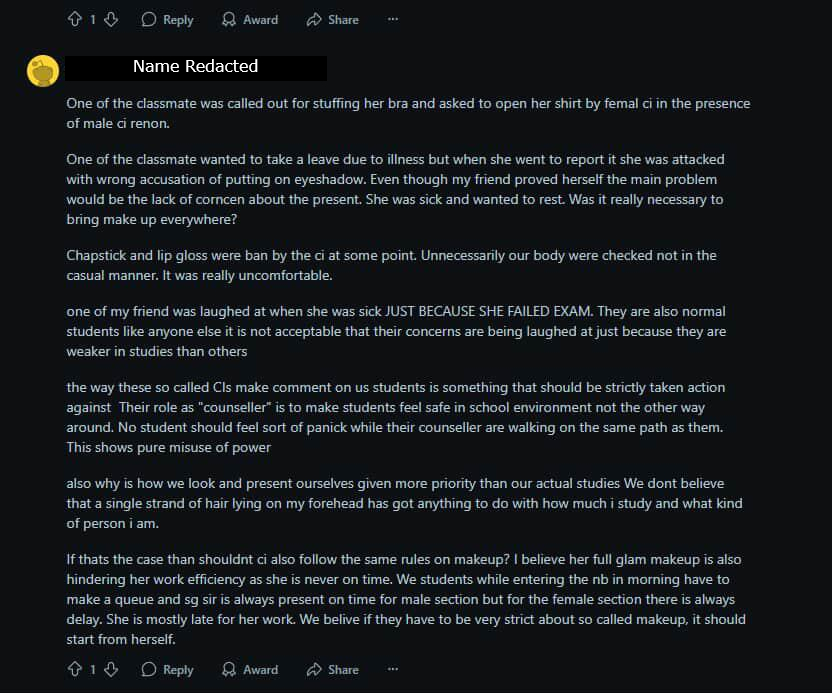 1 Reply Award Share ...
Name Redacted
One of the classmate was called out for stuffing her bra and asked to open her shirt by femal ci in the presence
of male ci renon.
One of the classmate wanted to take a leave due to illness but when she went to report it she was attacked
with wrong accusation of putting on eyeshadow. Even though my friend proved herself the main problem
would be the lack of corncen about the present. She was sick and wanted to rest. Was it really necessary to
bring make up everywhere?
Chapstick and lip gloss were ban by the ci at some point. Unnecessarily our body were checked not in the
casual manner. It was really uncomfortable.
one of my friend was laughed at when she was sick JUST BECAUSE SHE FAILED EXAM. They are also normal
students like anyone else it is not acceptable that their concerns are being laughed at just because they are
weaker in studies than others
the way these so called CIs make comment on us students is something that should be strictly taken action
against Their role as "counseller" is to make students feel safe in school environment not the other way
around. No student should feel sort of panick while their counseller are walking on the same path as them.
This shows pure misuse of power
also why is how we look and present ourselves given more priority than our actual studies We dont believe
that a single strand of hair lying on my forehead has got anything to do with how much i study and what kind
of person i am.
If thats the case than shouldnt ci also follow the same rules on makeup? I believe her full glam makeup is also
hindering her work efficiency as she is never on time. We students while entering the nb in morning have to
make a queue and sg sir is always present on time for male section but for the female section there is always
delay. She is mostly late for her work. We belive if they have to be very strict about so called makeup, it should
start from herself.
1 Reply Award Share ...